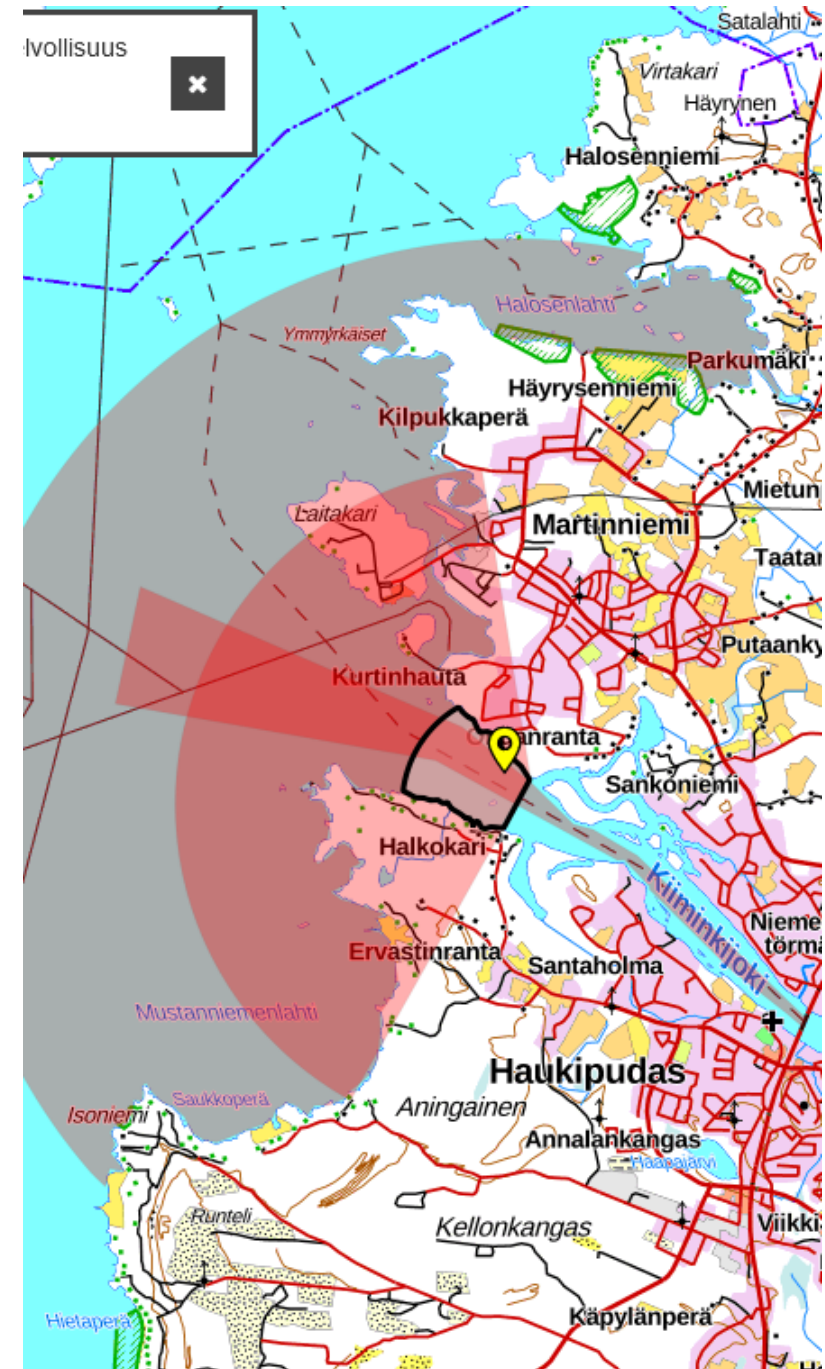 lvollisuus
Satalahti
Virtakari
Häyrynen
Halosenniemi
Halosenlahti
Ymmyrkäiset
Parkumäki
Häyrysenniemi
Kilpukkaperä
Mietun
Laitakari
Martinniemi
Taatar
Putaanky
Kurtinhauta
anranta
Sankoniemi
Halkokari
Kiiminkijoki
Nieme
törmä
Ervastinranta
Santaholma
Mustanniemenlahti
Haukipudas
Saukkoperä
Isoniemi
Aningainen
Annalankangas
Haapajärvi
Runteli
Kellonkangas
Viikki
Hietaperä
Käpylänperä